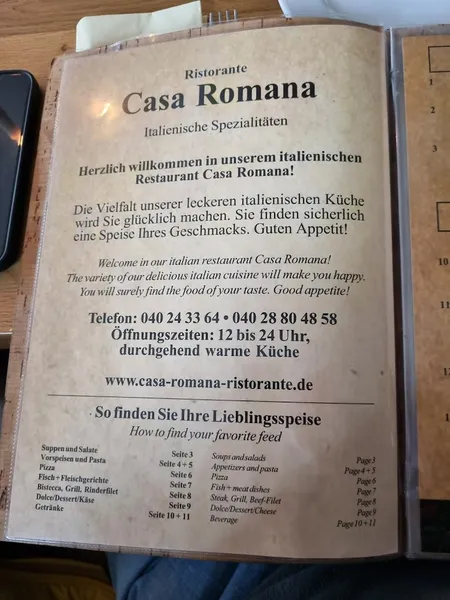 Ristorante
Casa Romana
Italienische Spezialitäten
Herzlich willkommen in unserem italienischen
Restaurant Casa Romana!
Die Vielfalt unserer leckeren italienischen Küche
wird Sie glücklich machen. Sie finden sicherlich
eine Speise Ihres Geschmacks. Guten Appetit!
Welcome in our italian restaurant Casa Romana!
The variety of our delicious italian cuisine will make you happy.
You will surely find the food of your taste. Good appetite!
Telefon: 040 24 33 64 • 040 28 80 48 58
Öffnungszeiten: 12 bis 24 Uhr,
durchgehend warme Küche
www.casa-romana-ristorante.de
So finden Sie Ihre Lieblingsspeise
How to find your favorite feed
Suppen und Salate Seite 3
Vorspeisen und Pasta Seite 4 + 5
Pizza Seite 6
Fisch + Fleischgerichte Seite 7
Bistecca, Grill, Rinderfilet Seite 8
Dolce/Dessert/Käse Seite 9
Getränke Seite 10 + 11
Soups and salads Page 3
Appetizers and pasta Page 4 + 5
Pizza Page 6
Fish + meat dishes Page 7
Steak, Grill, Beef-Filet Page 8
Dolce/Dessert/Cheese Page 9
Beverage Page 10 + 11
1
2
3
10
11